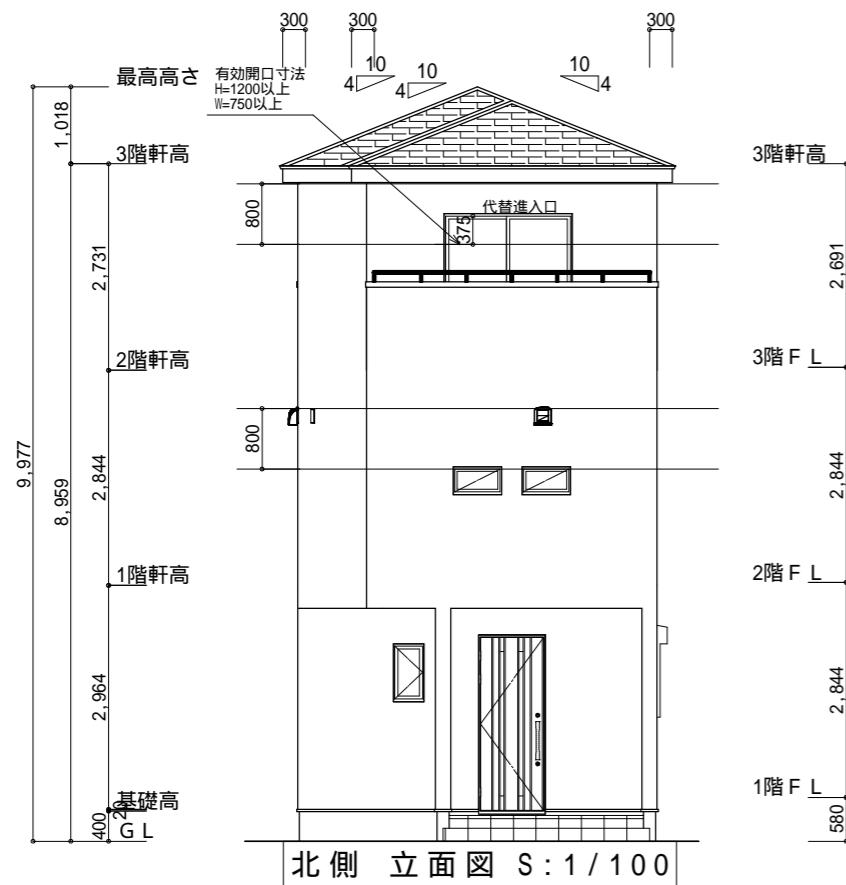 300
300
300
最高高さ
有効開口寸法
H=1200以上
W=750以上
10
4
10
4
10
4
1,018
3階軒高
3階軒高
代替進入口
800
375
2,731
2,691
2階軒高
3階ＦＬ
9,977
8,959
800
2,844
2,844
1階軒高
2階ＦＬ
2,964
2,844
基礎高
20
1階ＦＬ
400
ＧＬ
580
北側 立面図 S:1/100